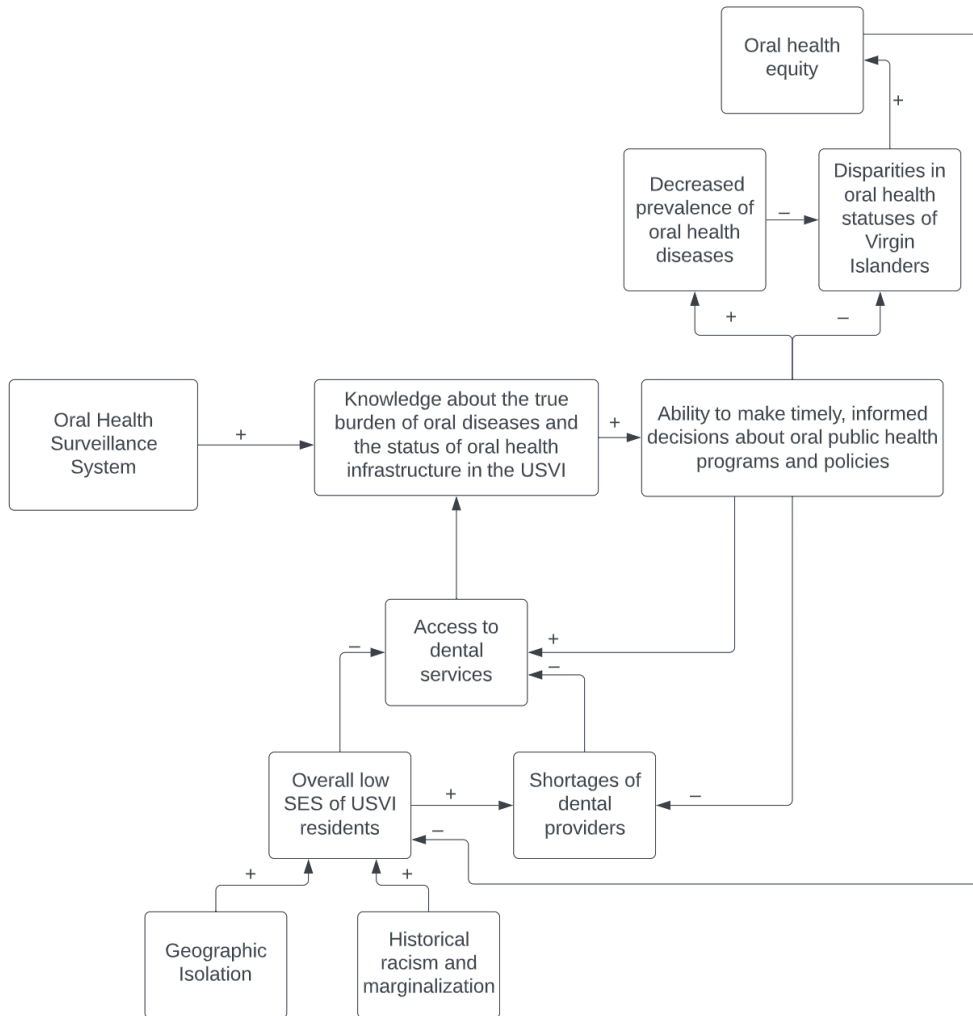 Oral health
equity
+
Decreased
prevalence of
oral health
diseases
–
Disparities in
oral health
statuses of
Virgin
Islanders
+
–
Oral Health
Surveillance
System
+
Knowledge about the true
burden of oral diseases and
the status of oral health
infrastructure in the USVI
+
Ability to make timely, informed
decisions about oral public health
programs and policies
Access to
dental
services
–
+
–
Overall low
SES of USVI
residents
+
Shortages of
dental
providers
–
–
+
+
Geographic
Isolation
Historical
racism and
marginalization